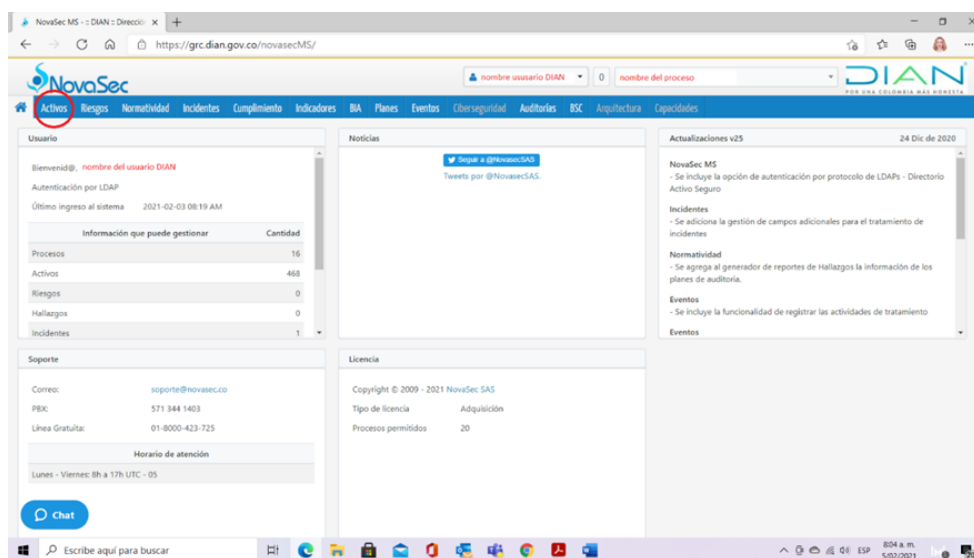 NovaSec MS - :: DIAN :: Direccio
https://grc.dian.gov.co/novasecMS/
NovaSec
nombre ususario DIAN
0
nombre del proceso
DIAN
POR UNA COLOMBIA MÁS HONESTA
Activos Riesgos Normatividad Incidentes Cumplimiento Indicadores BIA Planes Eventos Ciberseguridad Auditorías BSC Arquitectura Capacidades
Usuario
Bienvenid@, nombre del usuario DIAN
Autenticación por LDAP
Último ingreso al sistema 2021-02-03 08:19 AM
Información que puede gestionar Cantidad
Procesos 16
Activos 468
Riesgos 0
Hallazgos 0
Incidentes 1
Noticias
Seguir a @NovasecSAS
Tweets por @NovasecSAS.
Actualizaciones v25 24 Dic de 2020
NovaSec MS
- Se incluye la opción de autenticación por protocolo de LDAPs - Directorio
Activo Seguro
Incidentes
- Se adiciona la gestión de campos adicionales para el tratamiento de
incidentes
Normatividad
- Se agrega al generador de reportes de Hallazgos la información de los
planes de auditoría.
Eventos
- Se incluye la funcionalidad de registrar las actividades de tratamiento
Eventos
Soporte
Correo: soporte@novasec.co
PBX: 571 344 1403
Línea Gratuita: 01-8000-423-725
Horario de atención
Lunes - Viernes: 8h a 17h UTC - 05
Licencia
Copyright © 2009 - 2021 NovaSec SAS
Tipo de licencia Adquisición
Procesos permitidos 20
Chat
Escribe aquí para buscar
ESP
8:04 a. m.
5/02/2021